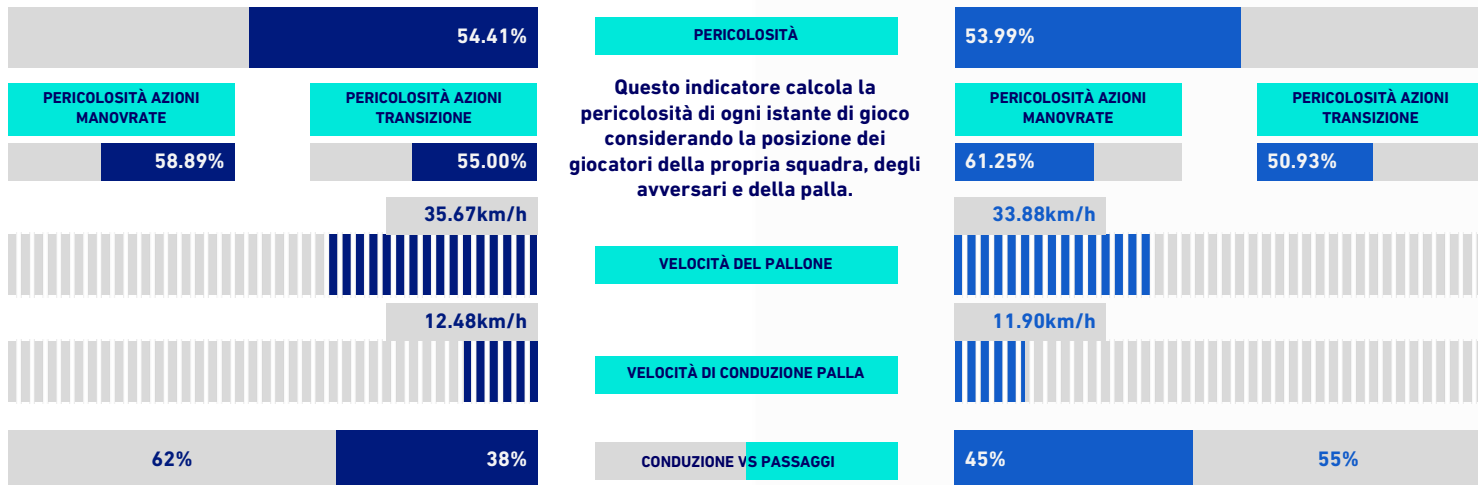 54.41%
PERICOLOSITÀ
53.99%
PERICOLOSITÀ AZIONI
MANOVRATE
PERICOLOSITÀ AZIONI
TRANSIZIONE
58.89%
55.00%
Questo indicatore calcola la
pericolosità di ogni istante di gioco
considerando la posizione dei
giocatori della propria squadra, degli
avversari e della palla.
PERICOLOSITÀ AZIONI
MANOVRATE
PERICOLOSITÀ AZIONI
TRANSIZIONE
61.25%
50.93%
35.67km/h
VELOCITÀ DEL PALLONE
33.88km/h
12.48km/h
VELOCITÀ DI CONDUZIONE PALLA
11.90km/h
62%
38%
CONDUZIONE VS PASSAGGI
45%
55%